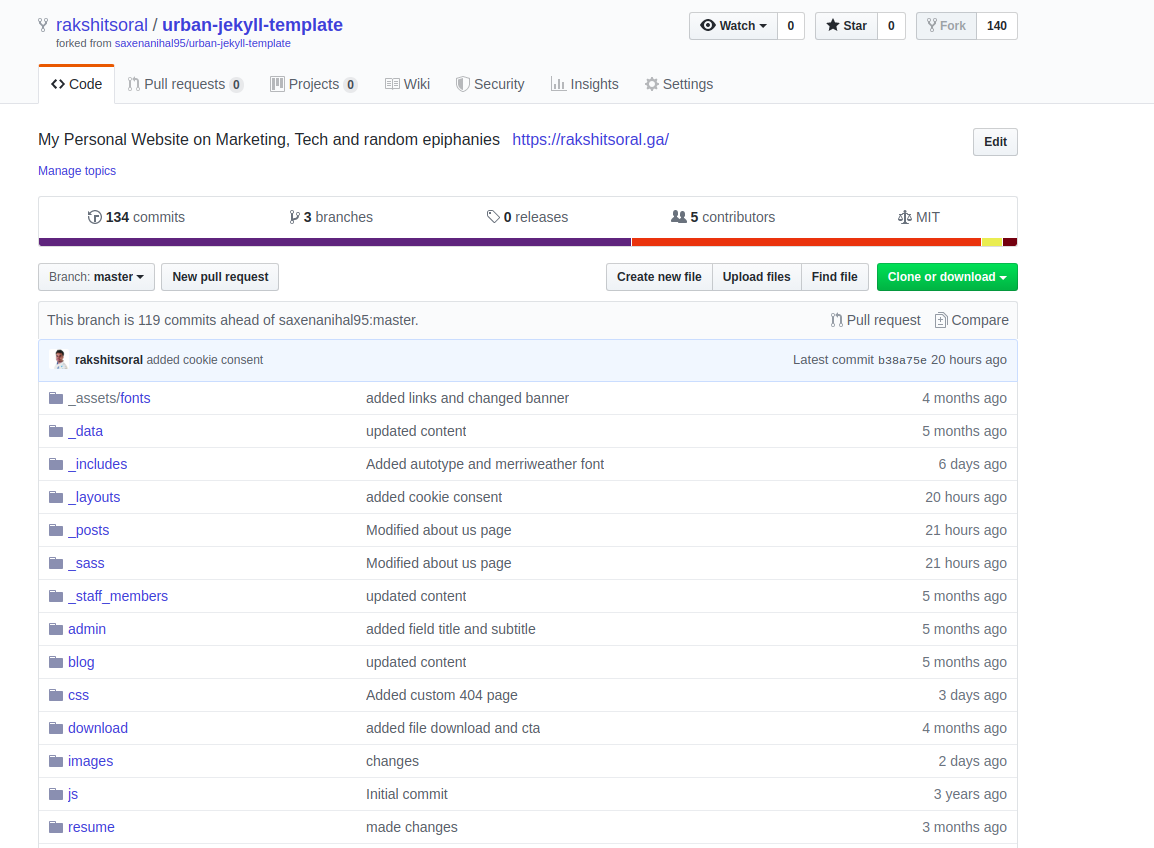 rakshitsoral / urban-jekyll-template
Watch 0 Star 0 Fork 140
forked from saxenanihal95/urban-jekyll-template
Code Pull requests 0 Projects 0 Wiki Security Insights Settings
My Personal Website on Marketing, Tech and random epiphanies https://rakshitsoral.ga/
Edit
Manage topics
134 commits 3 branches 0 releases 5 contributors MIT
Branch: master New pull request Create new file Upload files Find file Clone or download
This branch is 119 commits ahead of saxenanihal95:master. Pull request Compare
rakshitsoral added cookie consent Latest commit b38a75e 20 hours ago
_assets/fonts added links and changed banner 4 months ago
_data updated content 5 months ago
_includes Added autotype and merriweather font 6 days ago
_layouts added cookie consent 20 hours ago
_posts Modified about us page 21 hours ago
_sass Modified about us page 21 hours ago
_staff_members updated content 5 months ago
admin added field title and subtitle 5 months ago
blog updated content 5 months ago
css Added custom 404 page 3 days ago
download added file download and cta 4 months ago
images changes 2 days ago
js Initial commit 3 years ago
resume made changes 3 months ago